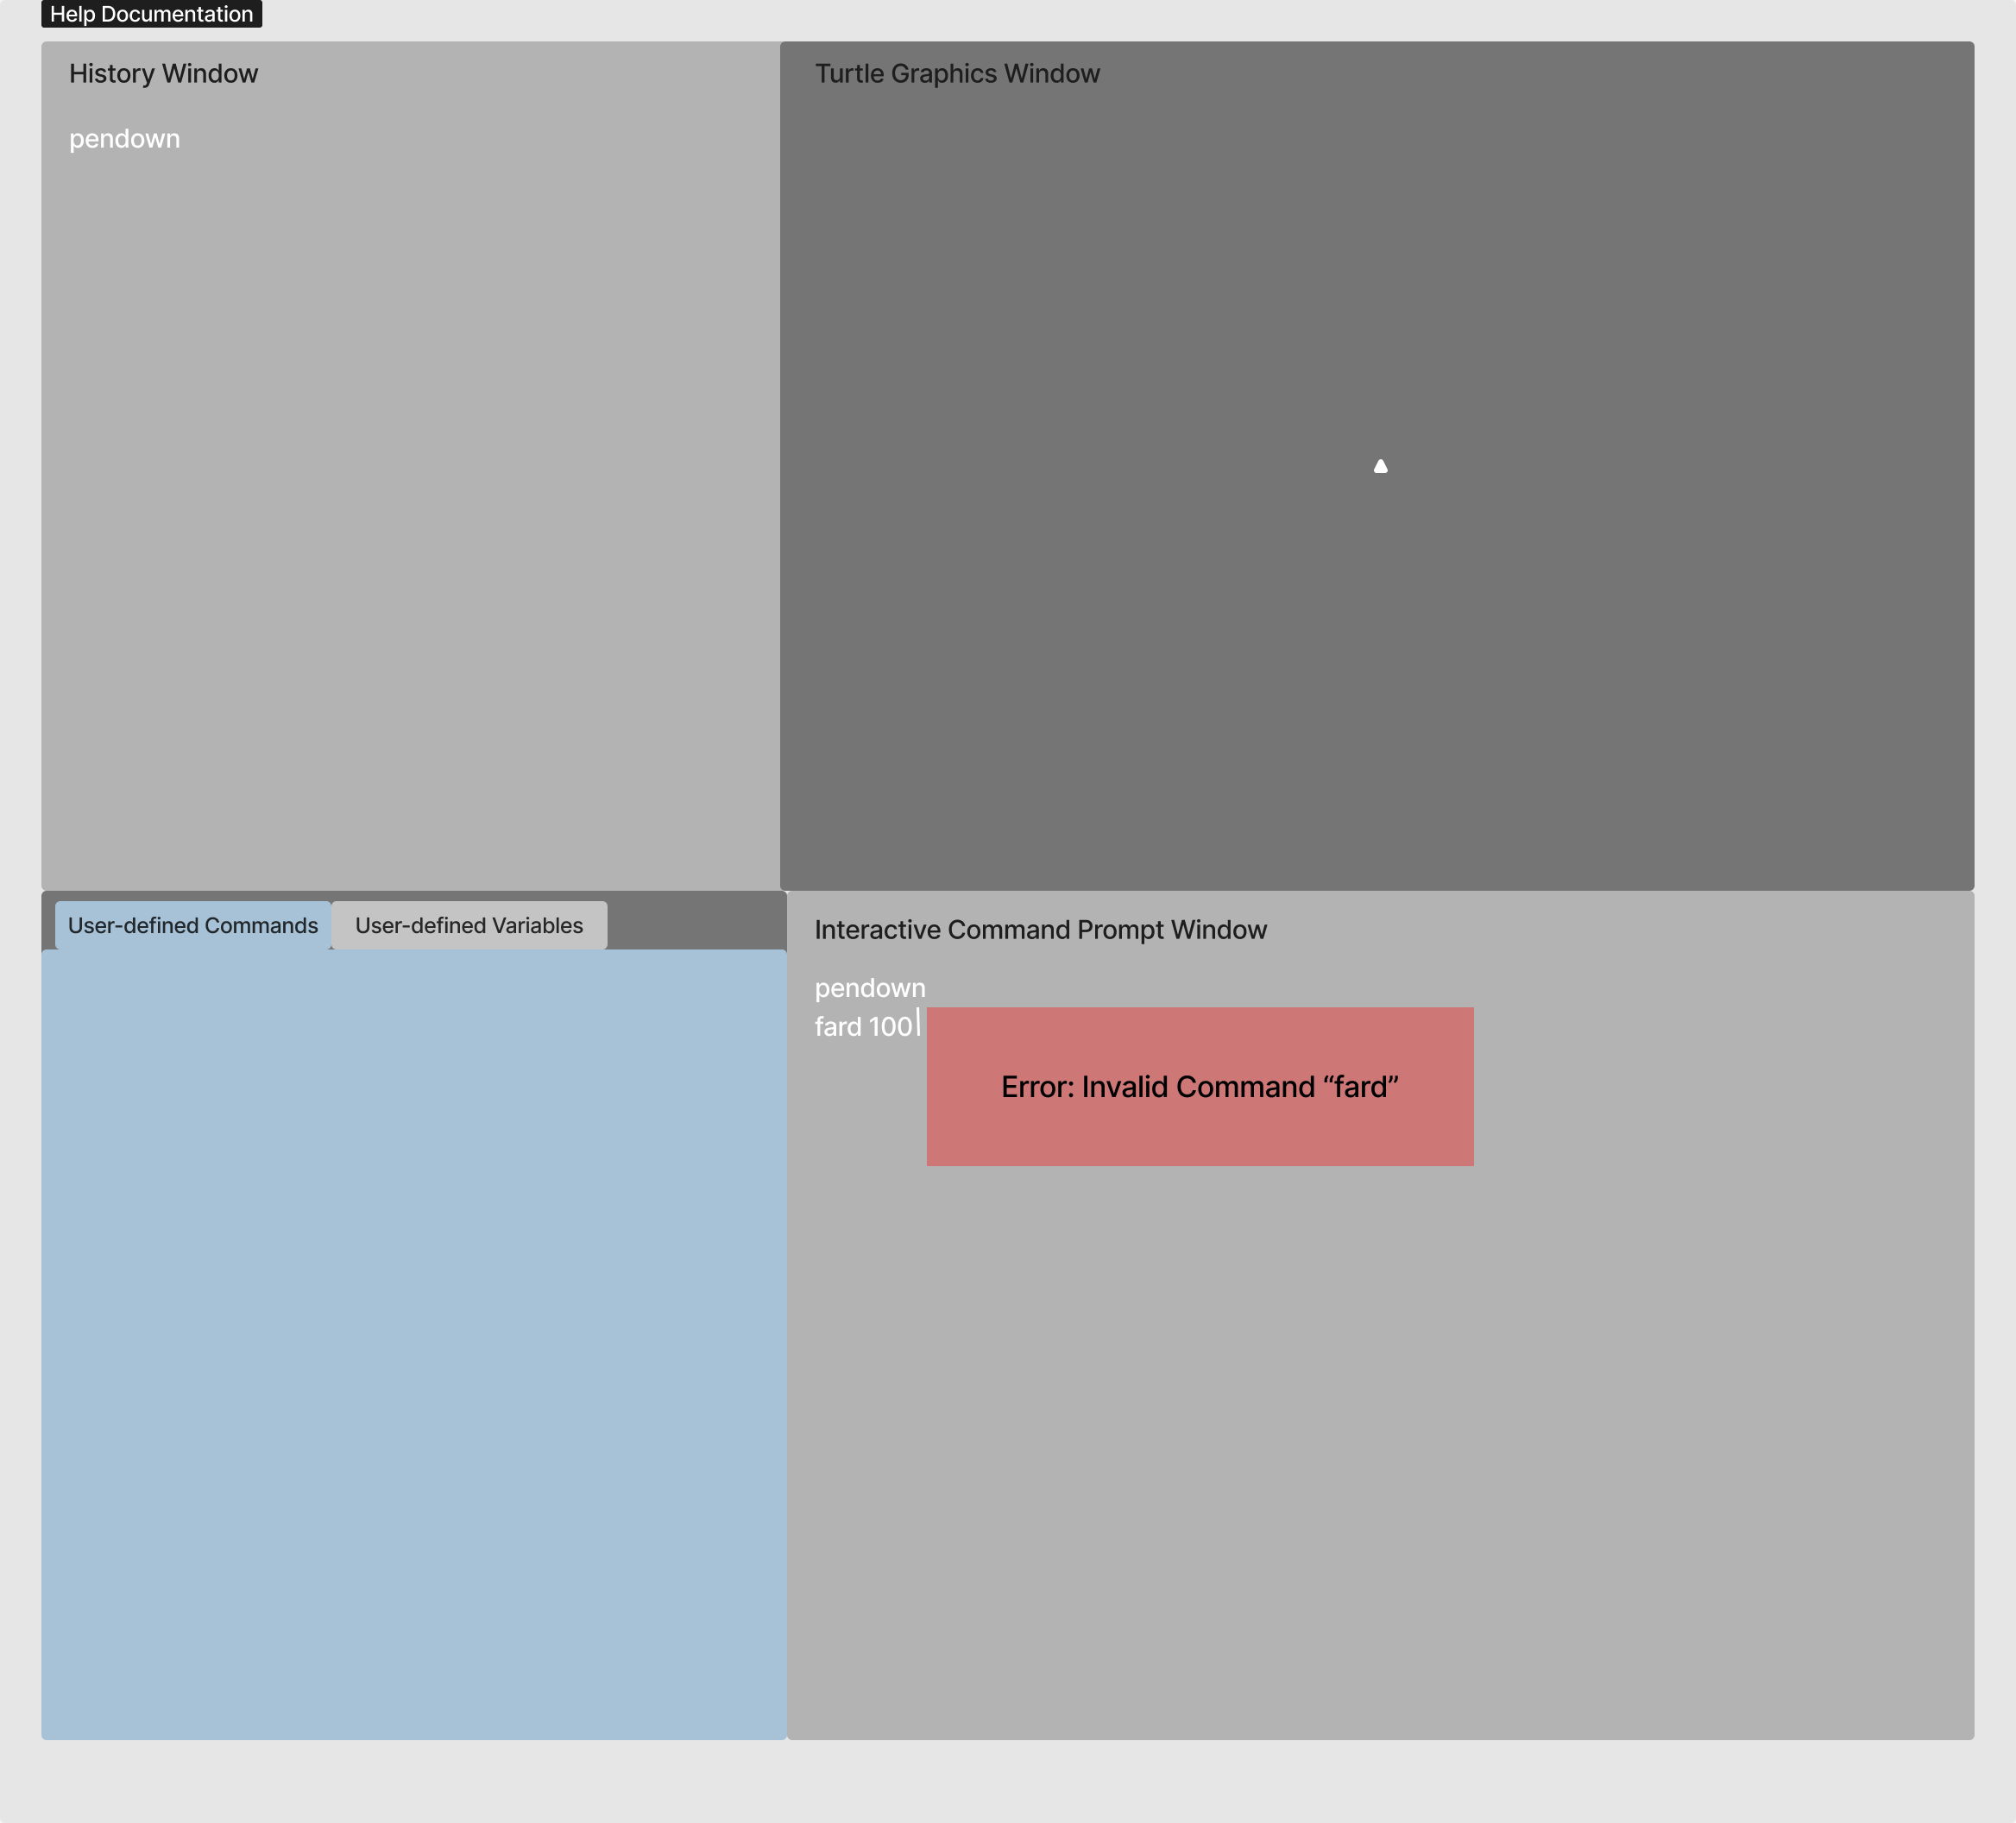 Help Documentation
History Window
pendown
Turtle Graphics Window
User-defined Commands
User-defined Variables
Interactive Command Prompt Window
pendown
fard 100
Error: Invalid Command “fard”